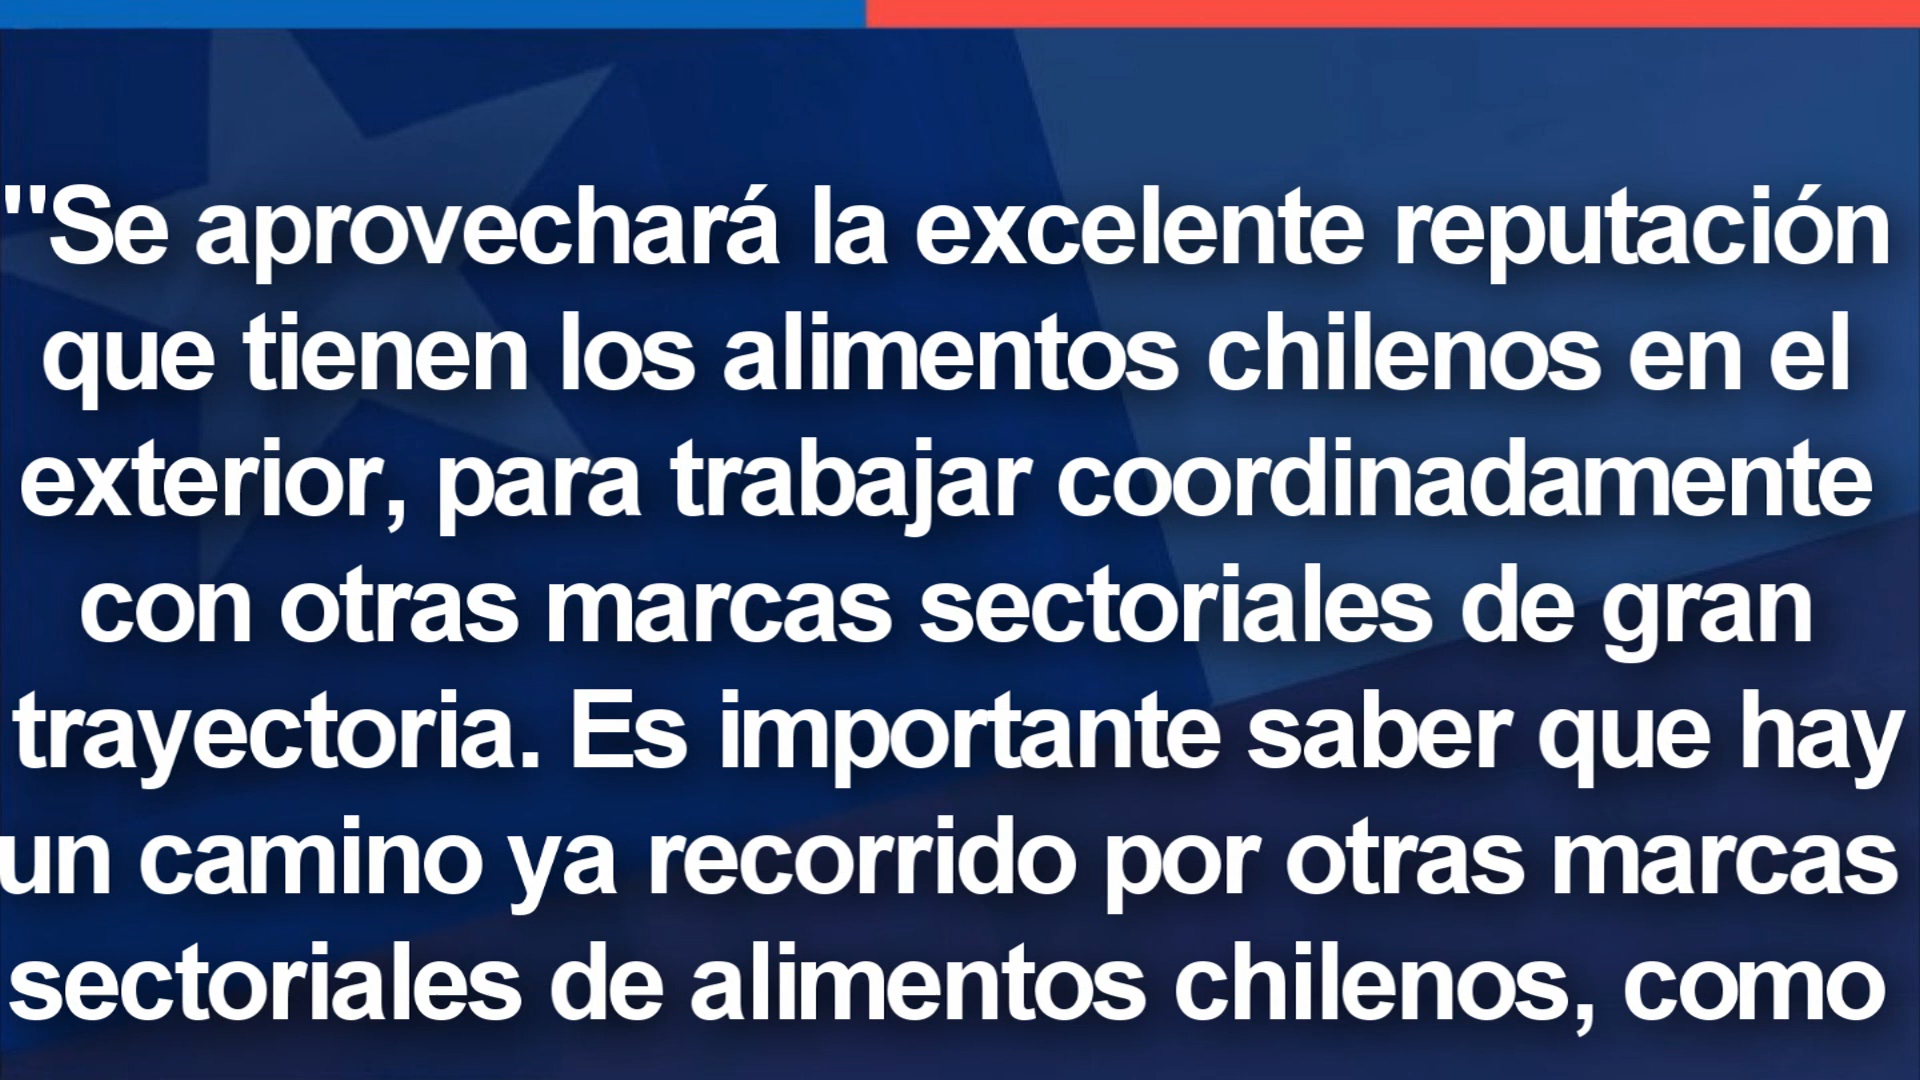 "Se aprovechará la excelente reputación
que tienen los alimentos chilenos en el
exterior, para trabajar coordinadamente
con otras marcas sectoriales de gran
trayectoria. Es importante saber que hay
un camino ya recorrido por otras marcas
sectoriales de alimentos chilenos, como